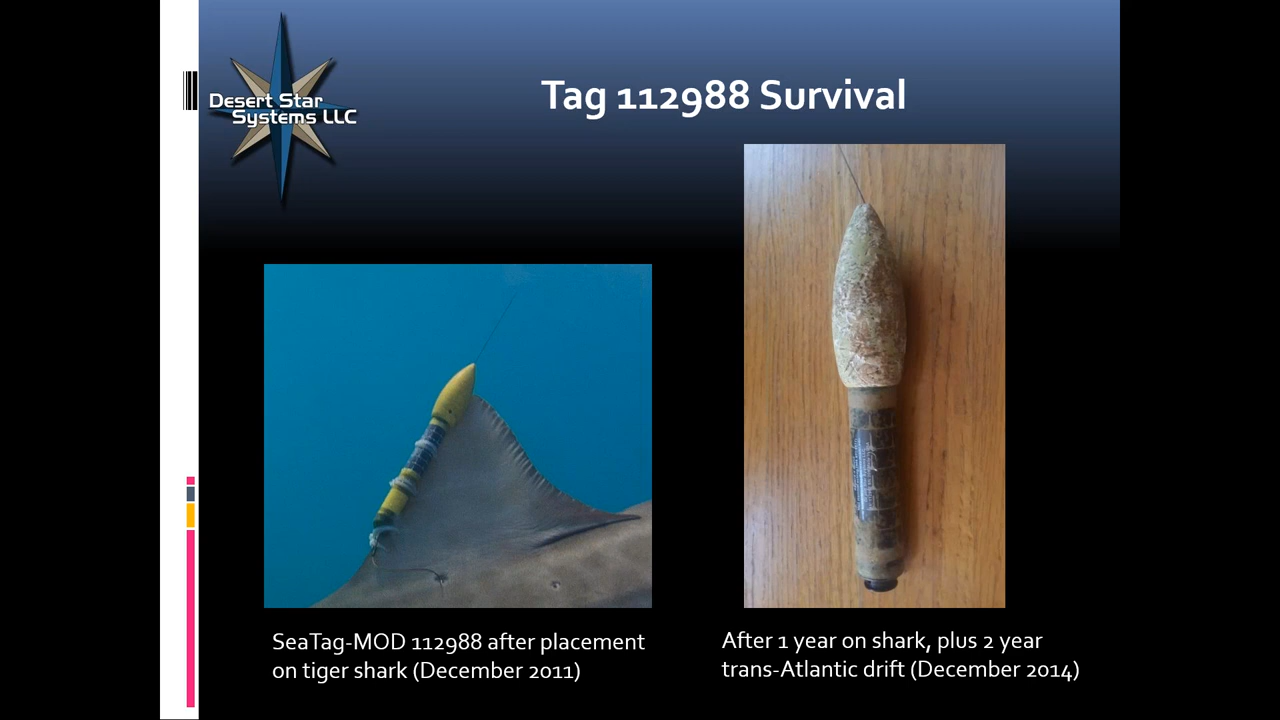 Desert Star
Systems LLC
Tag 112988 Survival
SeaTag-MOD 112988 after placement
on tiger shark (December 2011)
After 1 year on shark, plus 2 year
trans-Atlantic drift (December 2014)